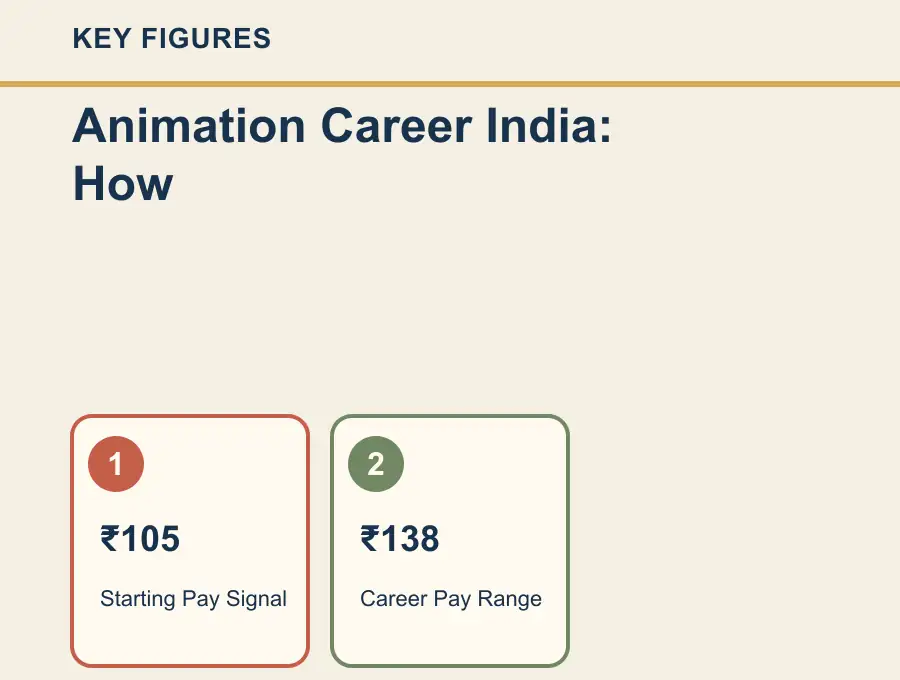 KEY FIGURES
Animation Career India:
How
1
₹105
Starting Pay Signal
2
₹138
Career Pay Range